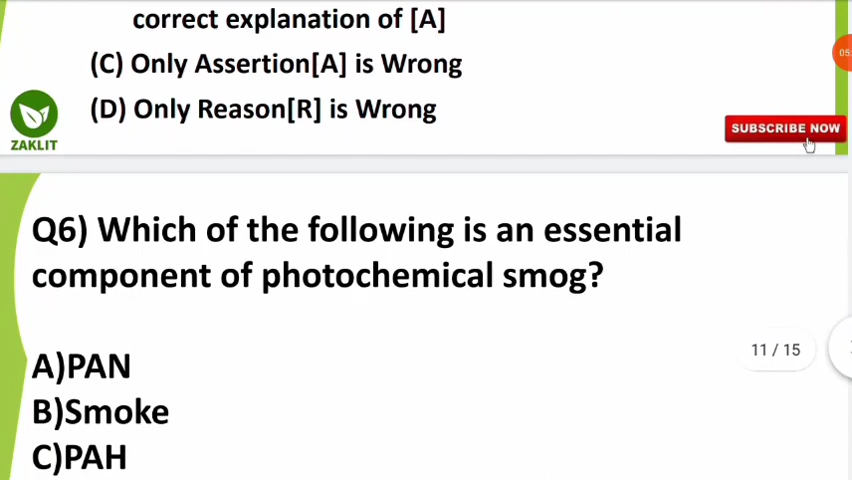 correct explanation of [A]
(C) Only Assertion[A] is Wrong
(D) Only Reason[R] is Wrong
ZAKLIT
SUBSCRIBE NOW
Q6) Which of the following is an essential
component of photochemical smog?
11 / 15
A)PAN
B)Smoke
C)PAH